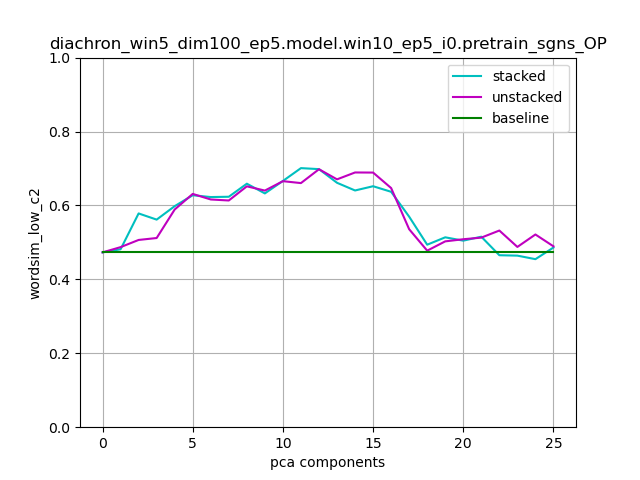 diachron_win5_dim100_ep5.model.win10_ep5_i0.pretrain_sgns_OP
1.0
0.8
0.6
0.4
0.2
0.0
wordsim_low_c2
stacked
unstacked
baseline
0 5 10 15 20 25
pca components